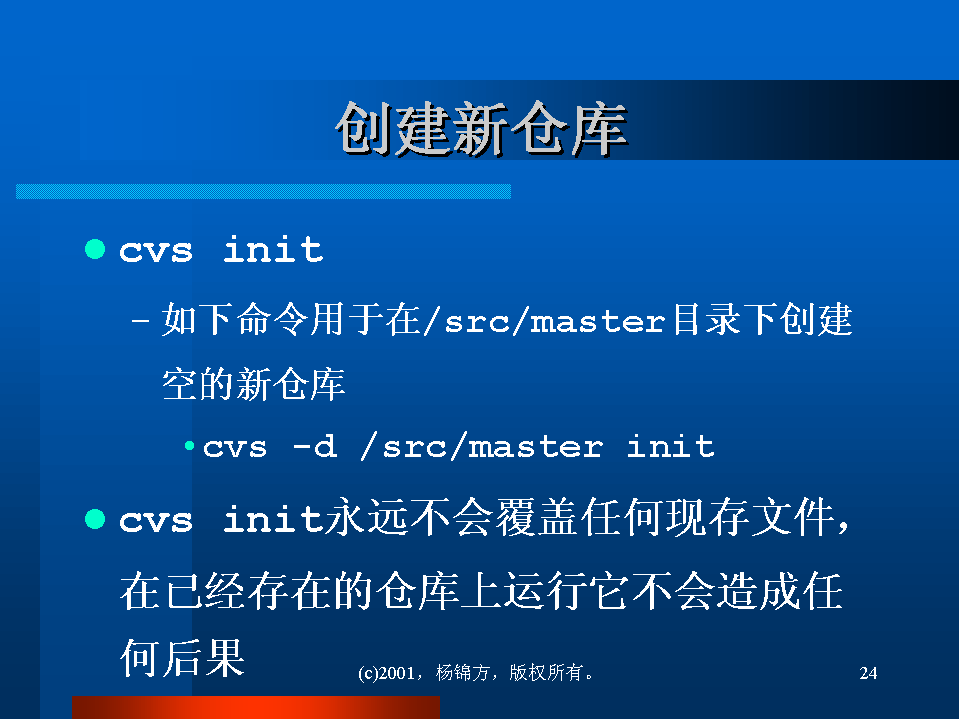 创建新仓库
cvs init
– 如下命令用于在/src/master目录下创建
空的新仓库
•cvs -d /src/master init
cvs init永远不会覆盖任何现存文件，
在已经存在的仓库上运行它不会造成任
何后果
(c)2001，杨锦方，版权所有。
24